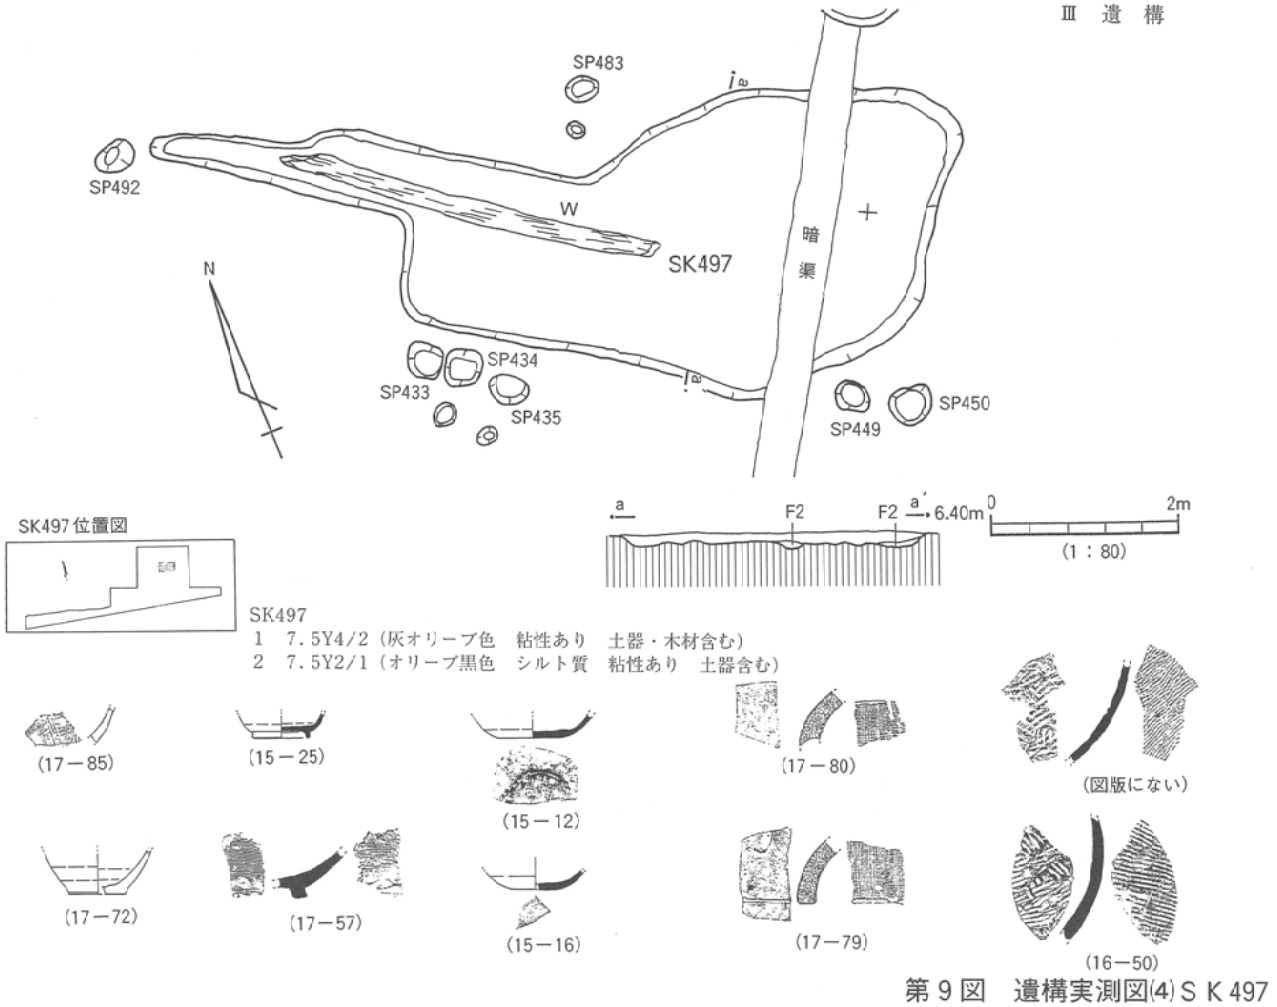 Ⅲ 遺構
SP483
SP492
a
W
SK497
暗渠
N
SP434
SP433
SP435
a
SP449
SP450
SK497位置図
a
F2
F2
a′
6.40m
0
2m
(1:80)
SK497
1 7.5Y4/2(灰オリーブ色 粘性あり 土器・木材含む)
2 7.5Y2/1(オリーブ黒色 シルト質 粘性あり 土器含む)
(17-85)
(15-25)
(15-12)
(17-80)
(図版にない)
(17-72)
(17-57)
(15-16)
(17-79)
(16-50)
第9図 遺構実測図(4)SK497